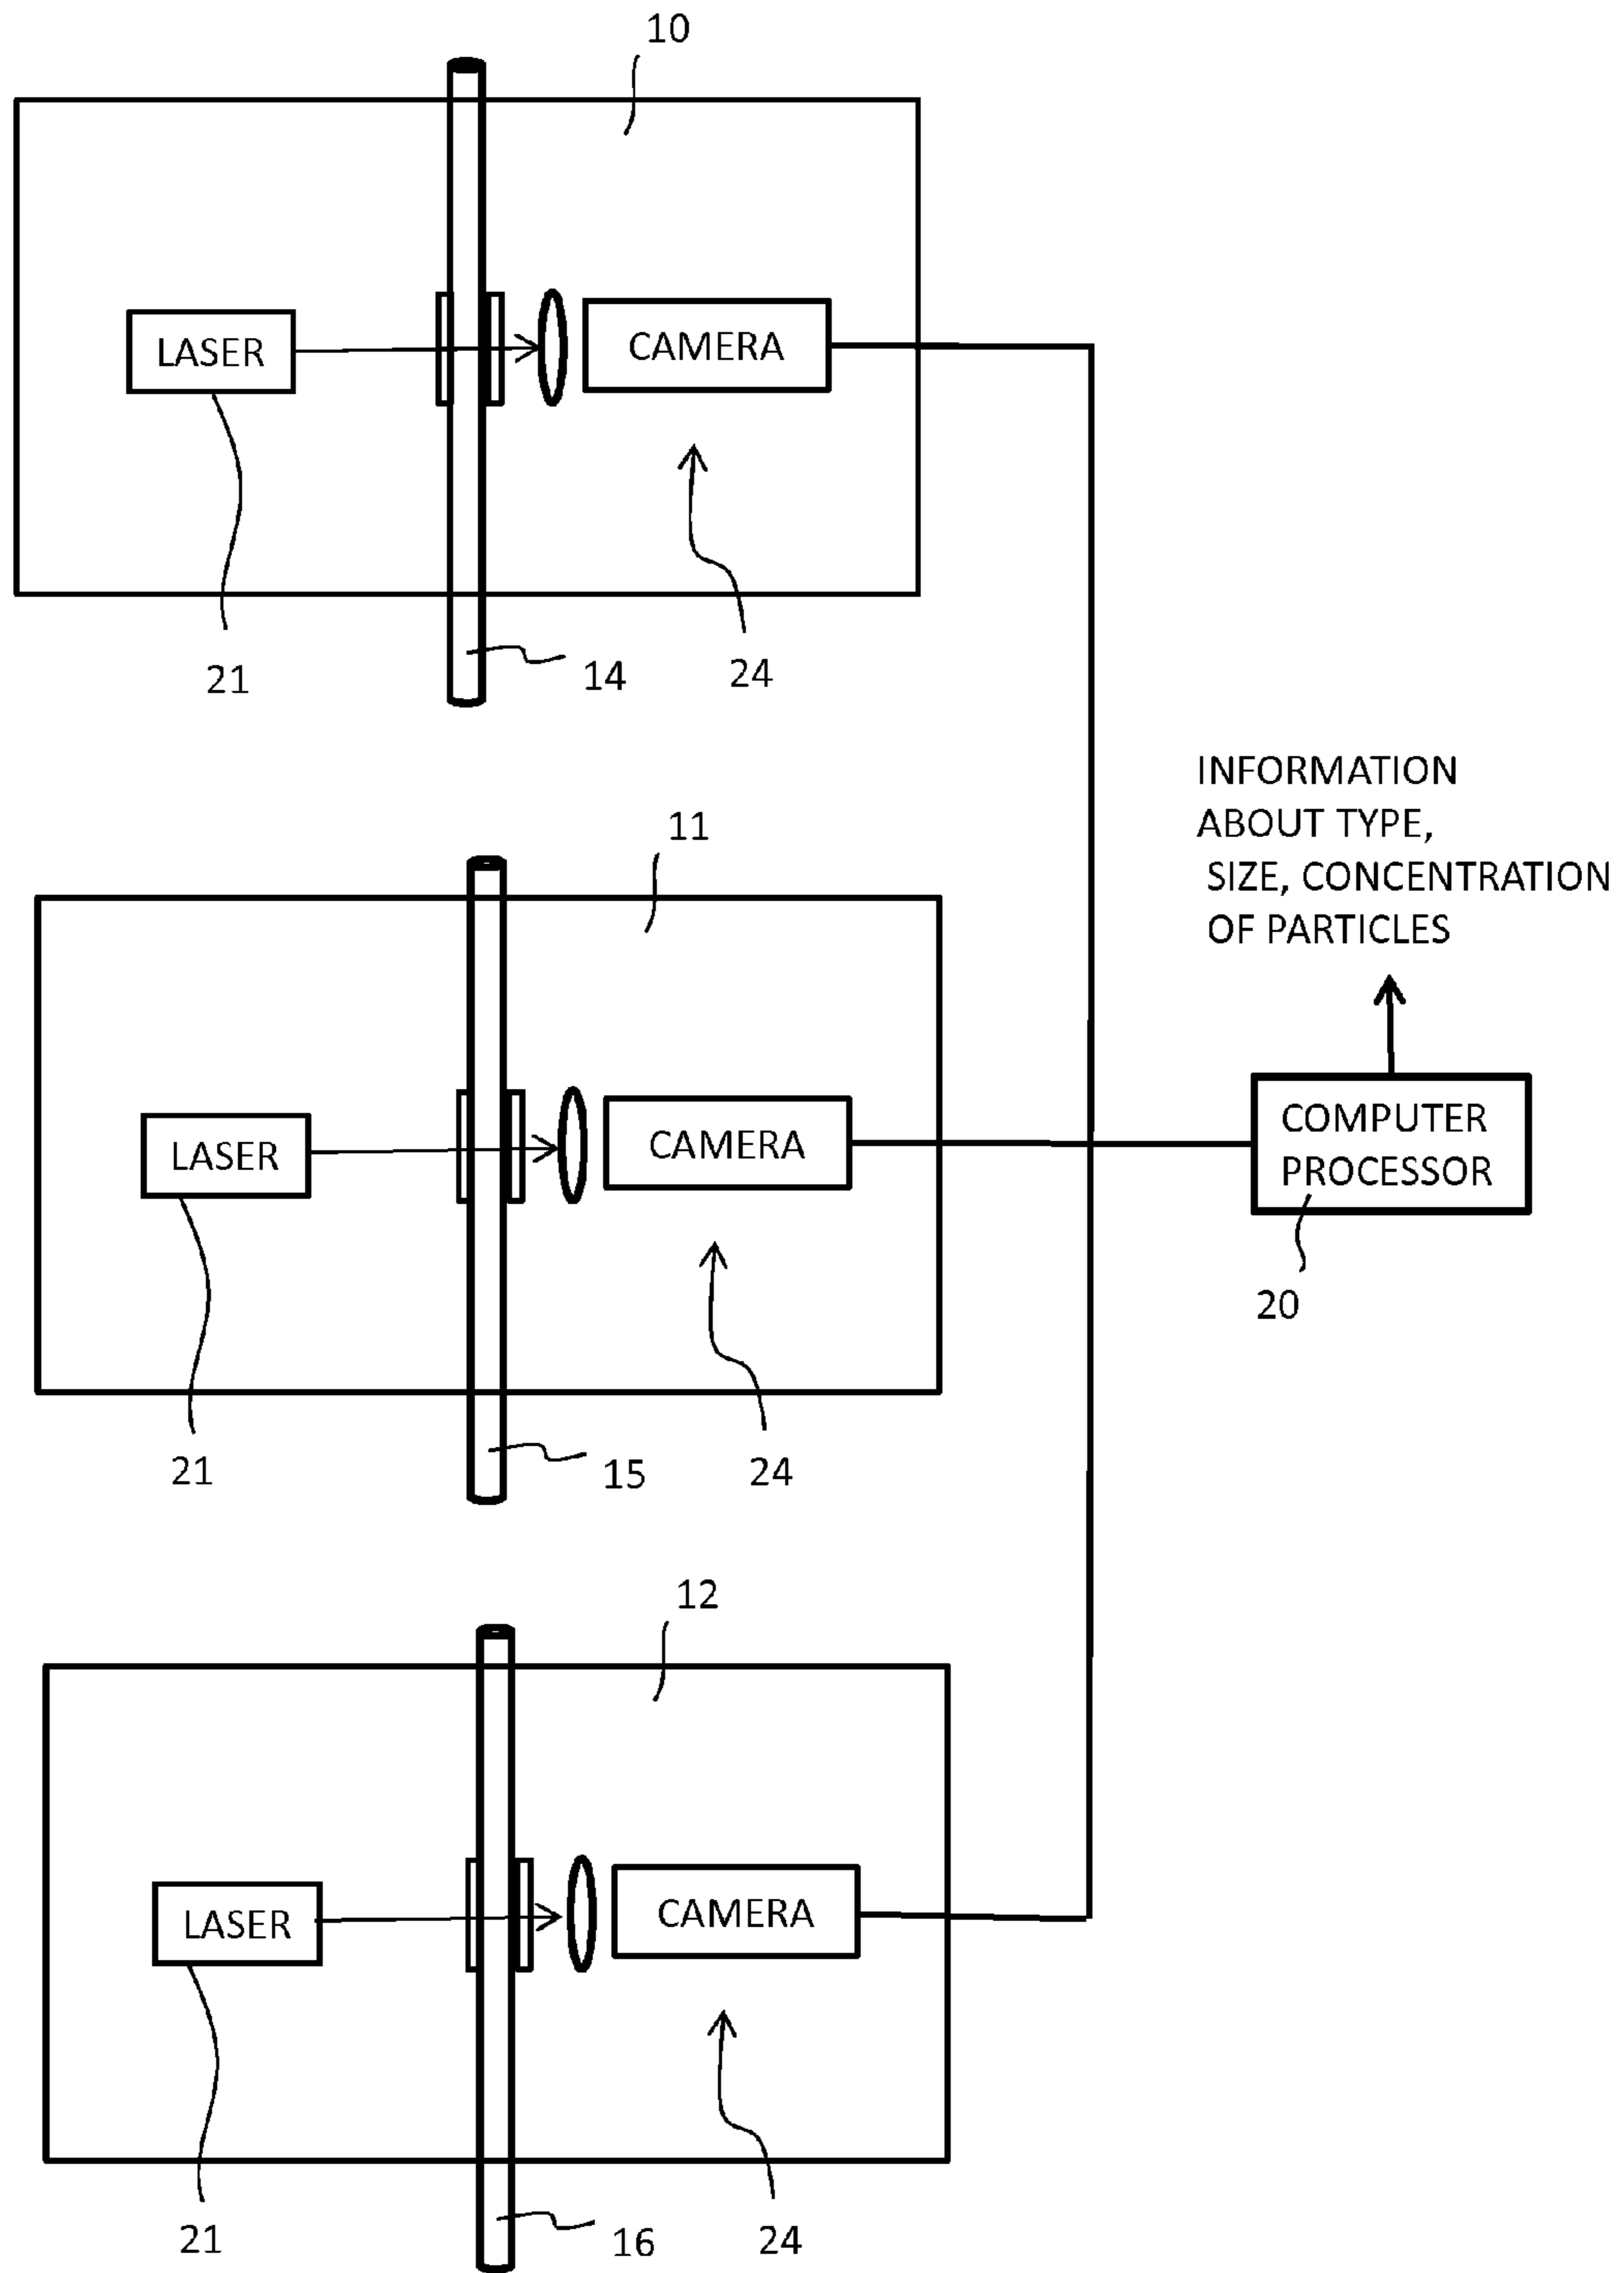 10
LASER
CAMERA
21
14
24
INFORMATION
ABOUT TYPE,
SIZE, CONCENTRATION
OF PARTICLES
11
LASER
CAMERA
COMPUTER
PROCESSOR
20
21
15
24
12
LASER
CAMERA
21
16
24